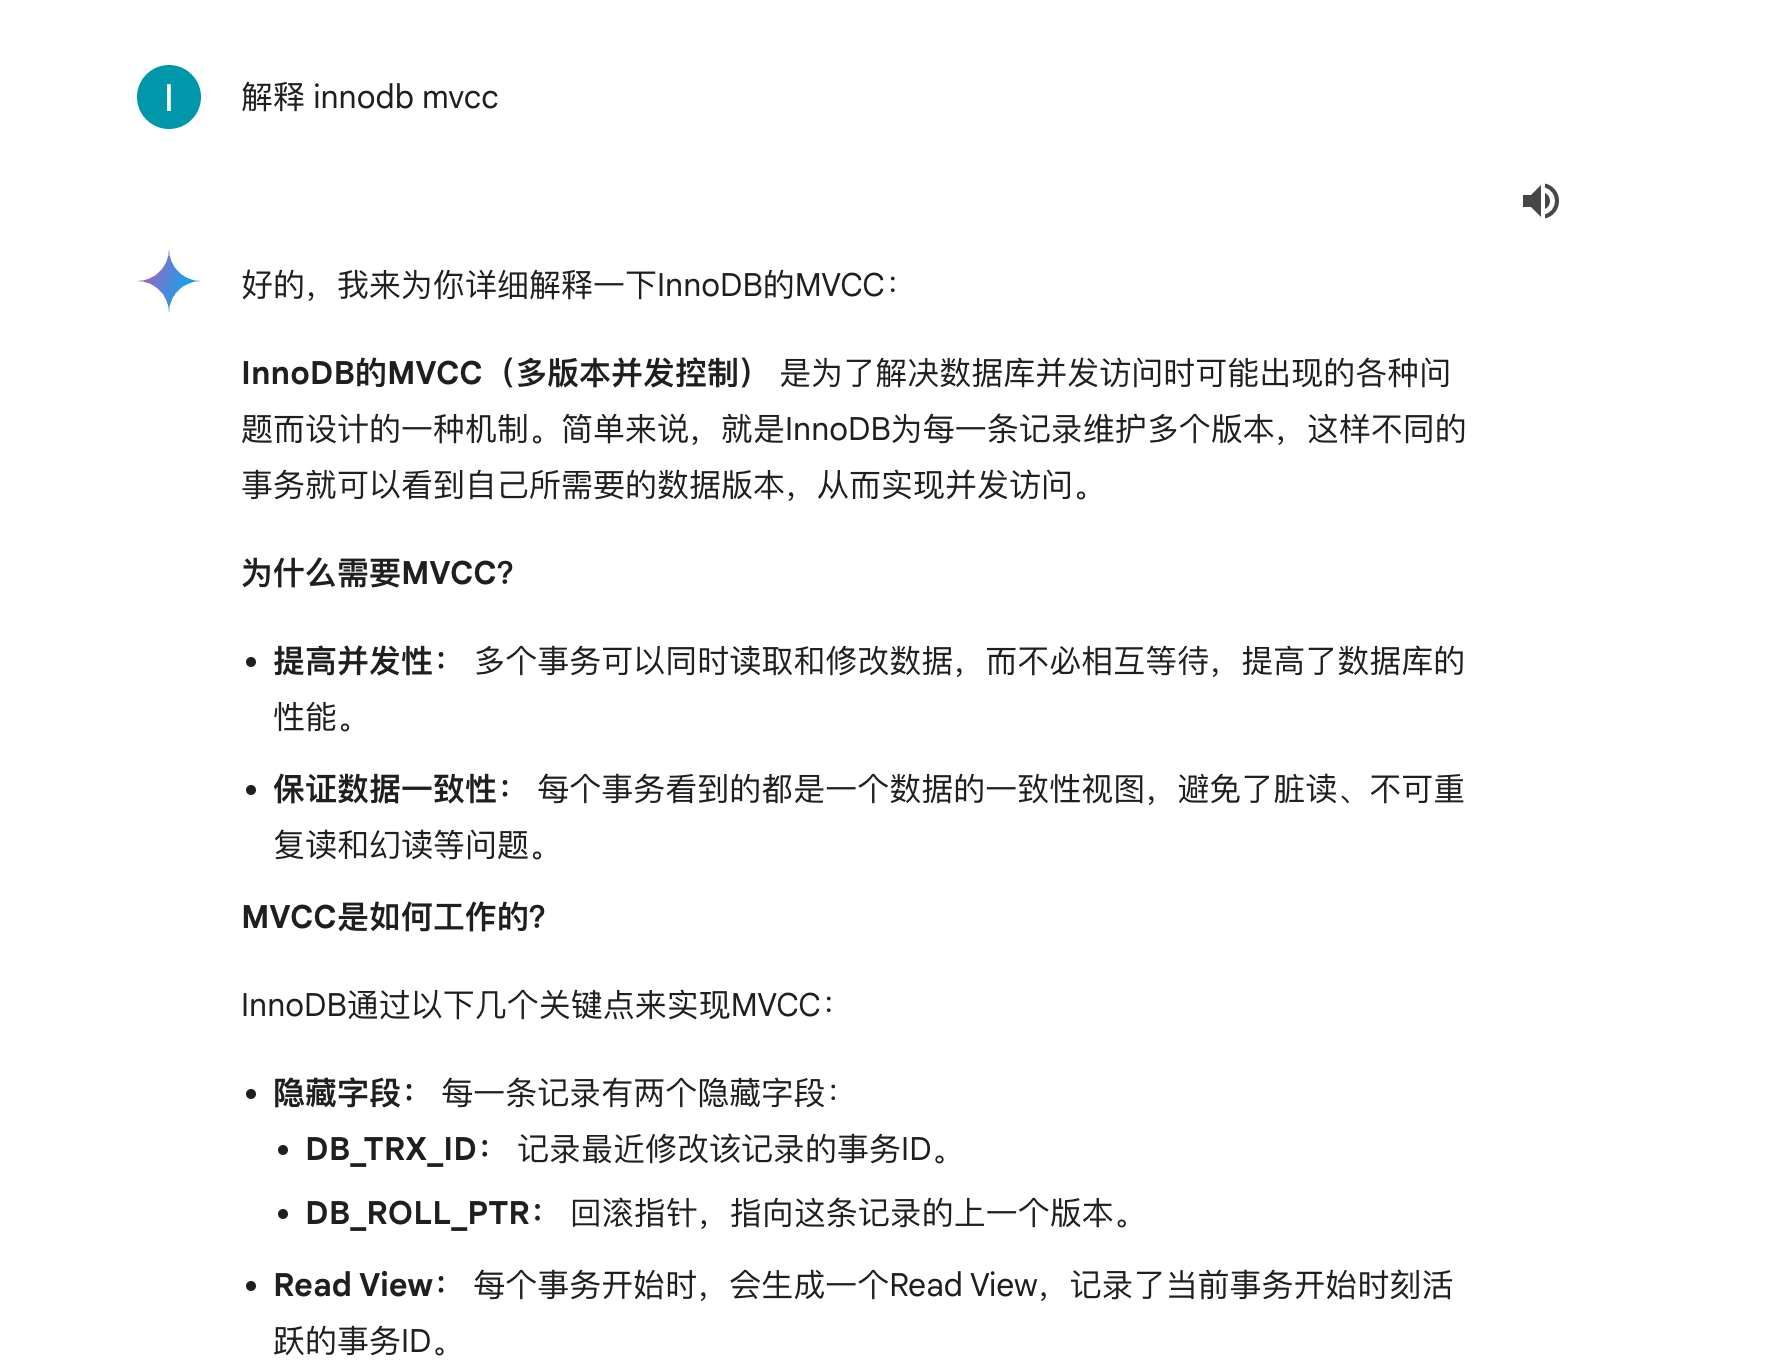 I
解释 innodb mvcc
好的，我来为你详细解释一下InnoDB的MVCC：
InnoDB的MVCC（多版本并发控制） 是为了解决数据库并发访问时可能出现的各种问
题而设计的一种机制。简单来说，就是InnoDB为每一条记录维护多个版本，这样不同的
事务就可以看到自己所需要的数据版本，从而实现并发访问。
为什么需要MVCC?
• 提高并发性： 多个事务可以同时读取和修改数据，而不必相互等待，提高了数据库的
性能。
• 保证数据一致性： 每个事务看到的都是一个数据的一致性视图，避免了脏读、不可重
复读和幻读等问题。
MVCC是如何工作的?
InnoDB通过以下几个关键点来实现MVCC：
• 隐藏字段： 每一条记录有两个隐藏字段：
• DB_TRX_ID： 记录最近修改该记录的事务ID。
• DB_ROLL_PTR： 回滚指针，指向这条记录的上一个版本。
• Read View： 每个事务开始时，会生成一个Read View，记录了当前事务开始时刻活
跃的事务ID。